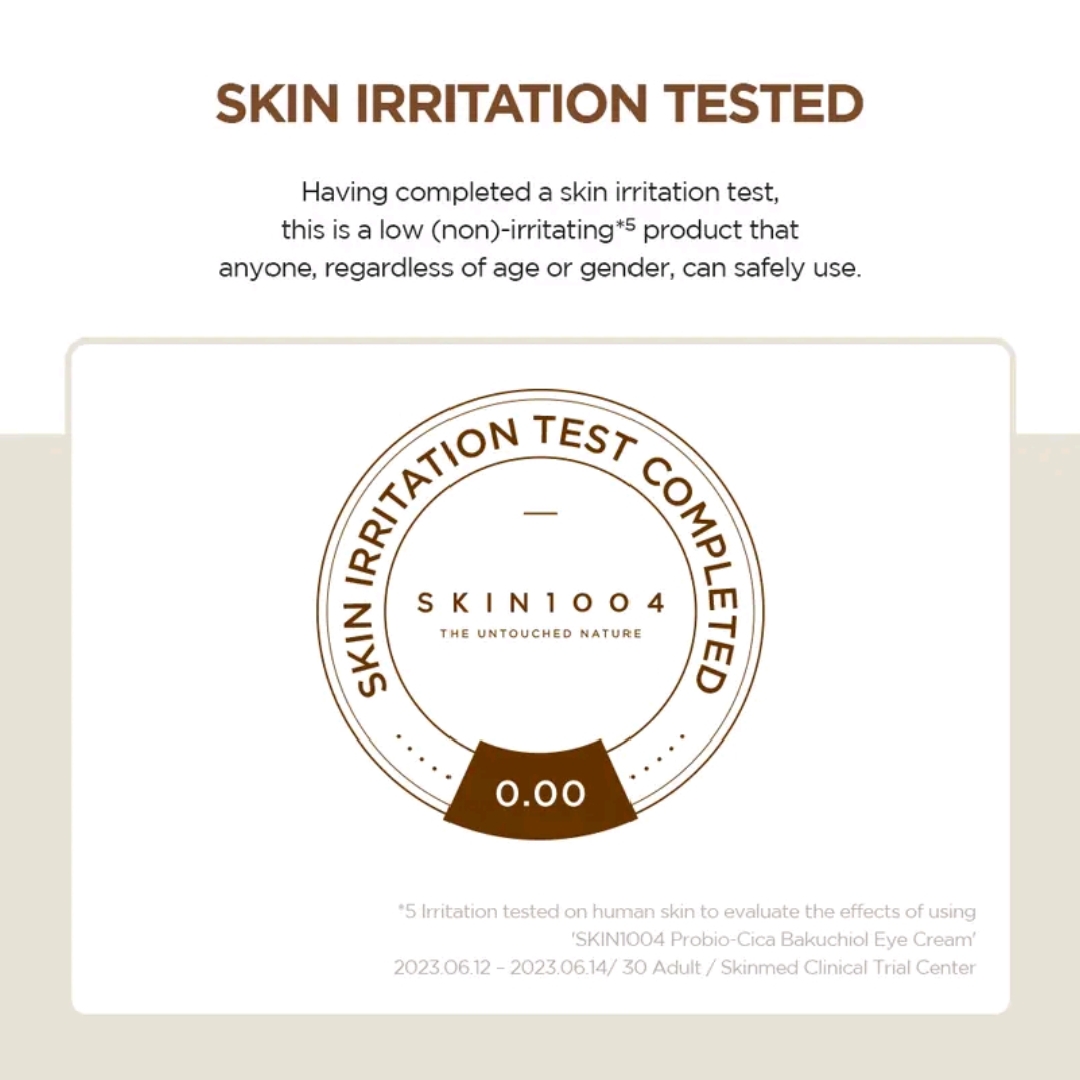 SKIN IRRITATION TESTED
Having completed a skin irritation test,
this is a low (non)-irritating*⁵ product that
anyone, regardless of age or gender, can safely use.
SKIN IRRITATION TEST COMPLETED
SKIN1004
THE UNTOUCHED NATURE
0.00
*5 Irritation tested on human skin to evaluate the effects of using
'SKIN1004 Probio-Cica Bakuchiol Eye Cream'
2023.06.12 - 2023.06.14/ 30 Adult / Skinmed Clinical Trial Center